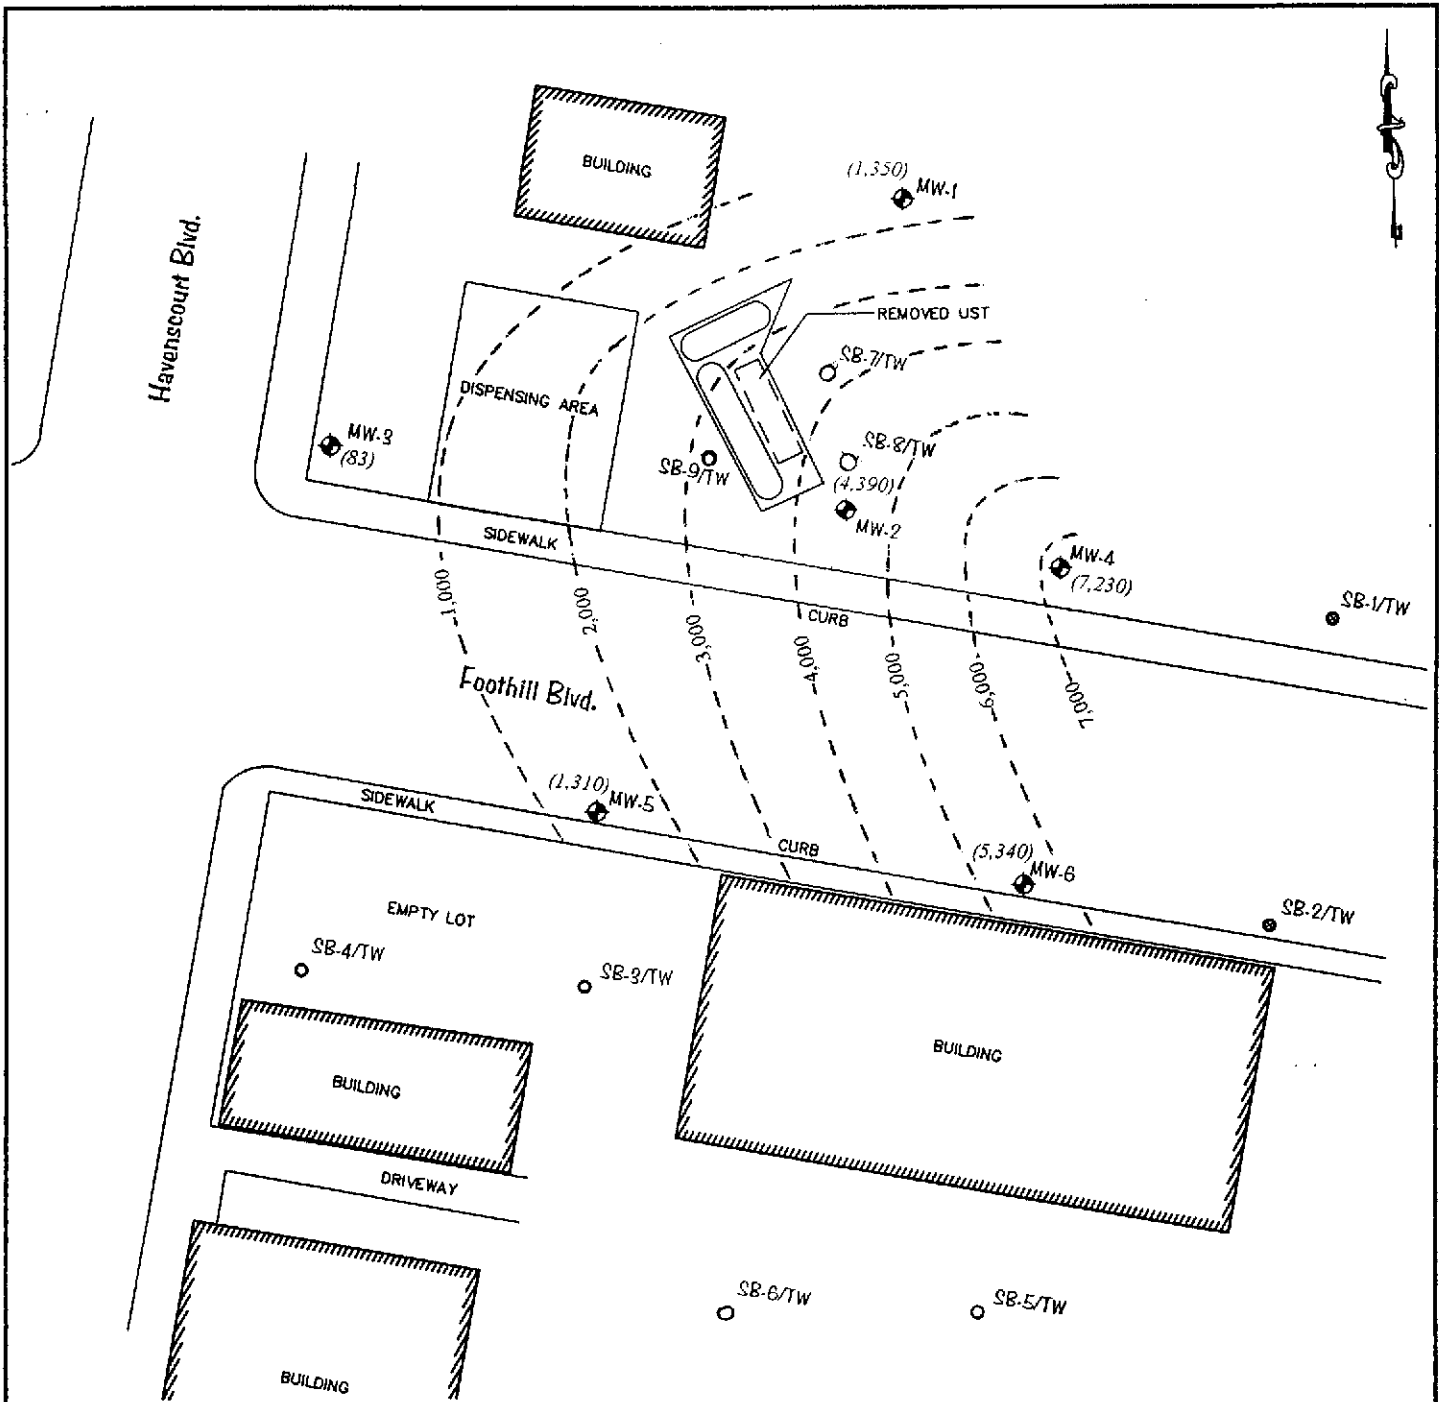 BUILDING
(1,350)
MW-1
Havenscourt Blvd.
REMOVED UST
SB-7/TW
DISPENSING AREA
MW-3
(83)
SB-8/TW
SB-9/TW
(4,390)
MW-2
SIDEWALK
MW-4
(7,230)
SB-1/TW
CURB
1,000
2,000
3,000
4,000
5,000
6,000
7,000
Foothill Blvd.
(1,310)
MW-5
SIDEWALK
CURB
(5,340)
MW-6
EMPTY LOT
SB-2/TW
SB-4/TW
SB-3/TW
BUILDING
BUILDING
DRIVEWAY
SB-6/TW
SB-5/TW
BUILDING